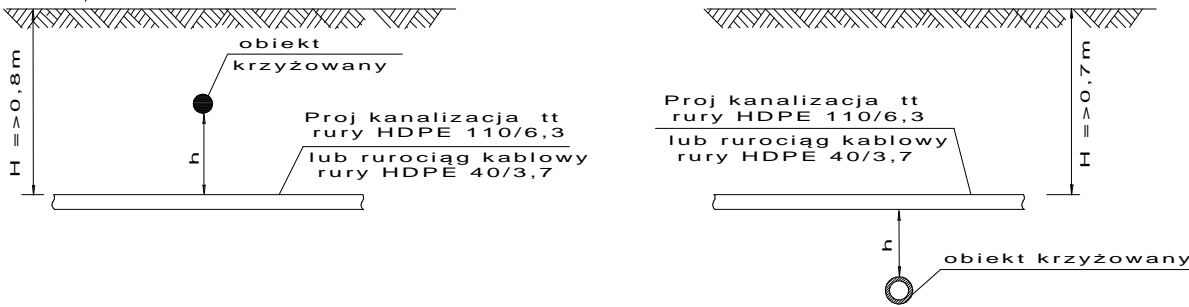 H =>0,8m
obiekt
krzyżowany
h
Proj kanalizacja tt
rury HDPE 110/6,3
lub rurociąg kablowy
rury HDPE 40/3,7
Proj kanalizacja tt
rury HDPE 110/6,3
lub rurociąg kablowy
rury HDPE 40/3,7
H =>0,7m
h
obiekt krzyżowany